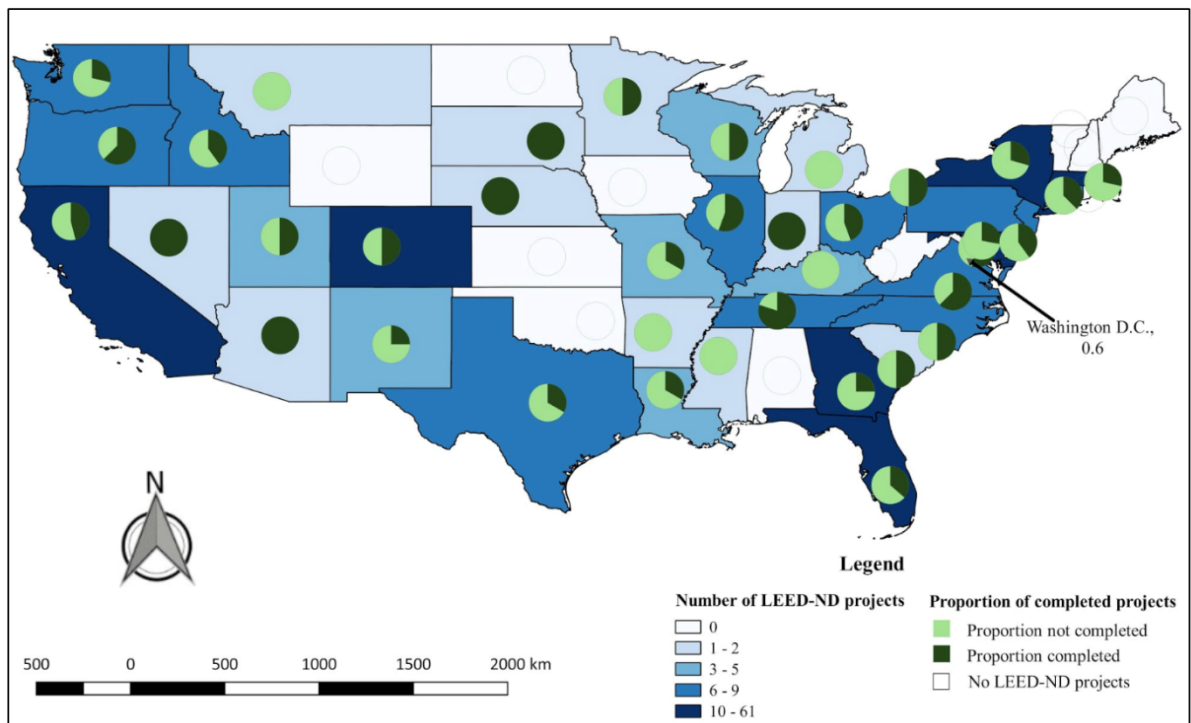 Washington D.C.,
0.6
N
Legend
Number of LEED-ND projects
0
1 - 2
3 - 5
6 - 9
10 - 61
Proportion of completed projects
Proportion not completed
Proportion completed
No LEED-ND projects
500 0 500 1000 1500 2000 km